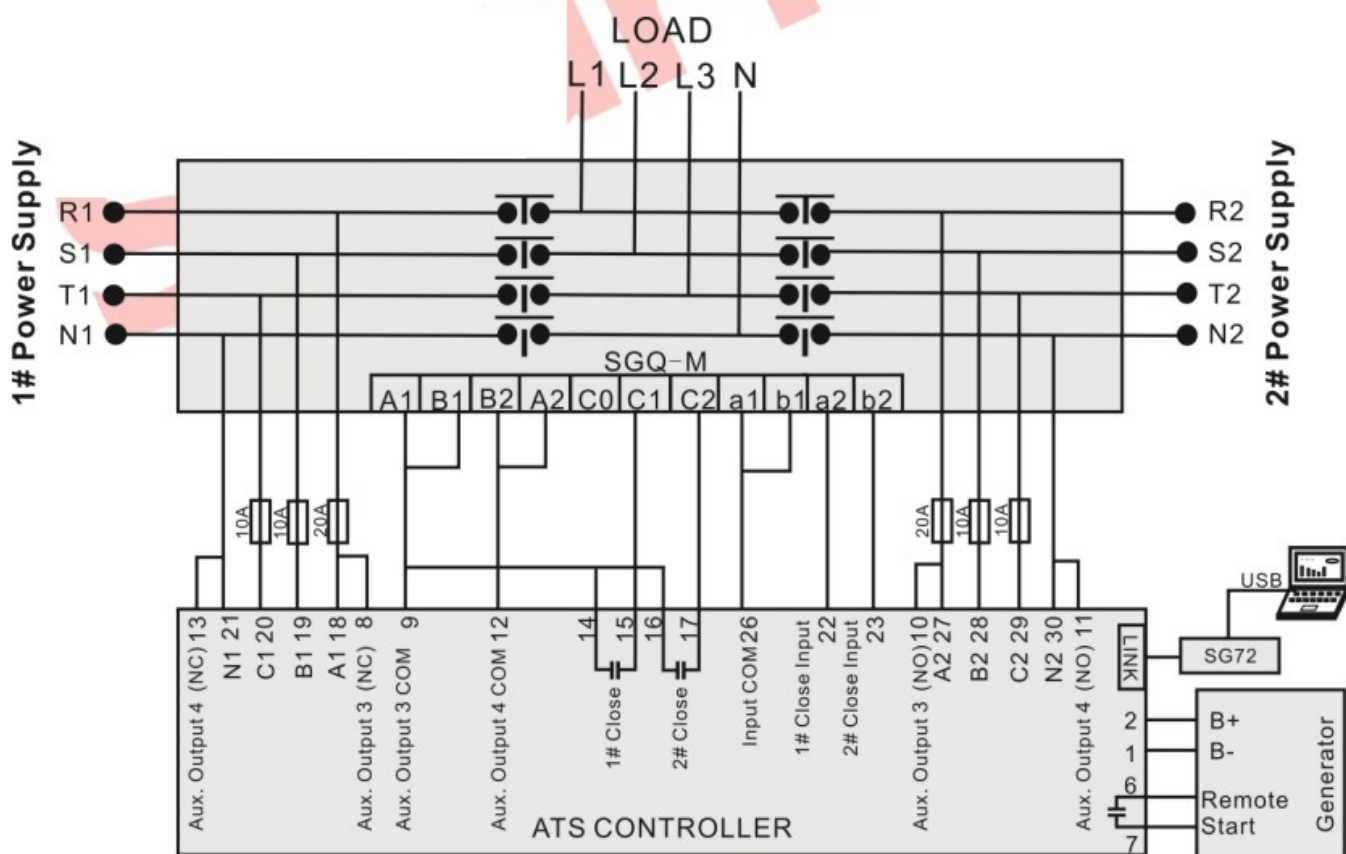 LOAD
L1 L2 L3 N
1# Power Supply
R1
S1
T1
N1
R2
S2
T2
N2
2# Power Supply
SGQ-M
A1 B1 B2 A2 C0 C1 C2 a1 b1 a2 b2
10A 10A 20A
20A 10A 10A
USB
SG72
LINK
Aux. Output 4 (NC) 13
N1 21
C1 20
B1 19
A1 18
Aux. Output 3 (NC) 8
Aux. Output 3 COM 9
Aux. Output 4 COM 12
14
1# Close 15
16
2# Close 17
Input COM 26
1# Close Input 22
2# Close Input 23
Aux. Output 3 (NO) 10
A2 27
B2 28
C2 29
N2 30
Aux. Output 4 (NO) 11
2 B+
1 B-
6 Remote
Start
7
Generator
ATS CONTROLLER